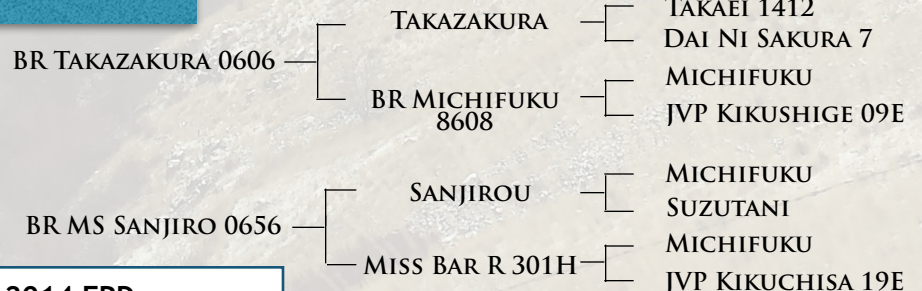 BR Takazakura 0606
Takazakura
Takaei 1412
Dai Ni Sakura 7
BR Michifuku
8608
Michifuku
JVP Kikushige 09E
BR MS Sanjiro 0656
Sanjirou
Michifuku
Suzutani
Miss Bar R 301H
Michifuku
JVP Kikuchisa 19E
2014 EPD